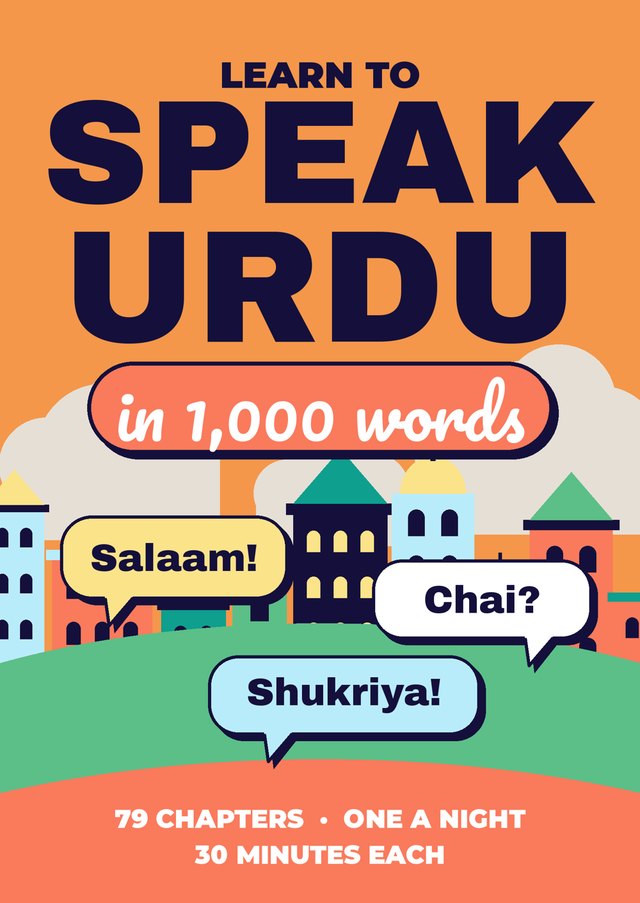 LEARN TO
SPEAK
URDU
in 1,000 words
Salaam!
Chai?
Shukriya!
79 CHAPTERS • ONE A NIGHT
30 MINUTES EACH